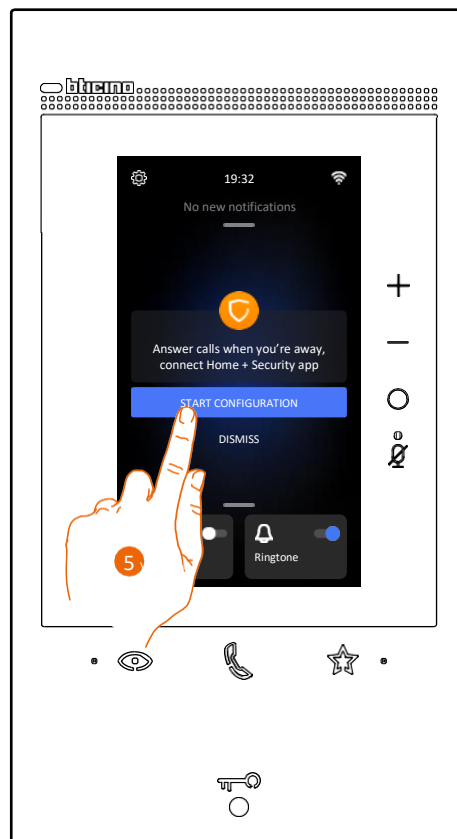 bticino
19:32
No new notifications
Answer calls when you're away,
connect Home + Security app
START CONFIGURATION
DISMISS
Ringtone
5